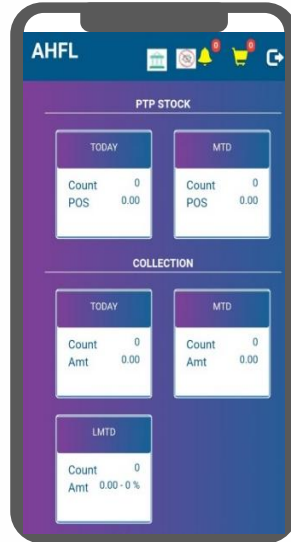 AHFL
0
0
PTP STOCK
TODAY
MTD
Count 0
Count 0
POS 0.00
POS 0.00
COLLECTION
TODAY
MTD
Count 0
Count 0
Amt 0.00
Amt 0.00
LMTD
Count 0
Amt 0.00 - 0 %